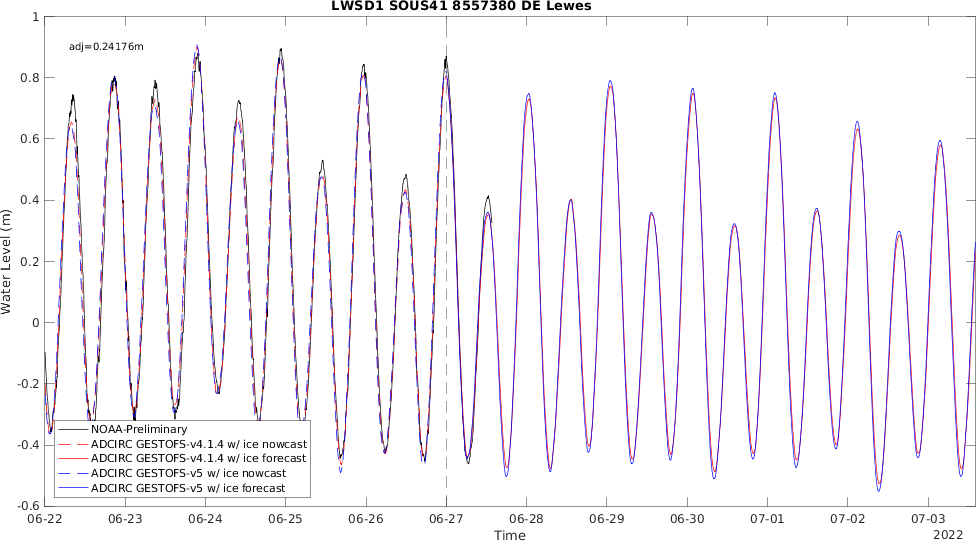 LWSD1 SOUS41 8557380 DE Lewes
adj=0.24176m
1
0.8
0.6
0.4
0.2
0
-0.2
-0.4
-0.6
Water Level (m)
NOAA-Preliminary
ADCIRC GESTOFS-v4.1.4 w/ ice nowcast
ADCIRC GESTOFS-v4.1.4 w/ ice forecast
ADCIRC GESTOFS-v5 w/ ice nowcast
ADCIRC GESTOFS-v5 w/ ice forecast
06-22 06-23 06-24 06-25 06-26 06-27 06-28 06-29 06-30 07-01 07-02 07-03
Time
2022